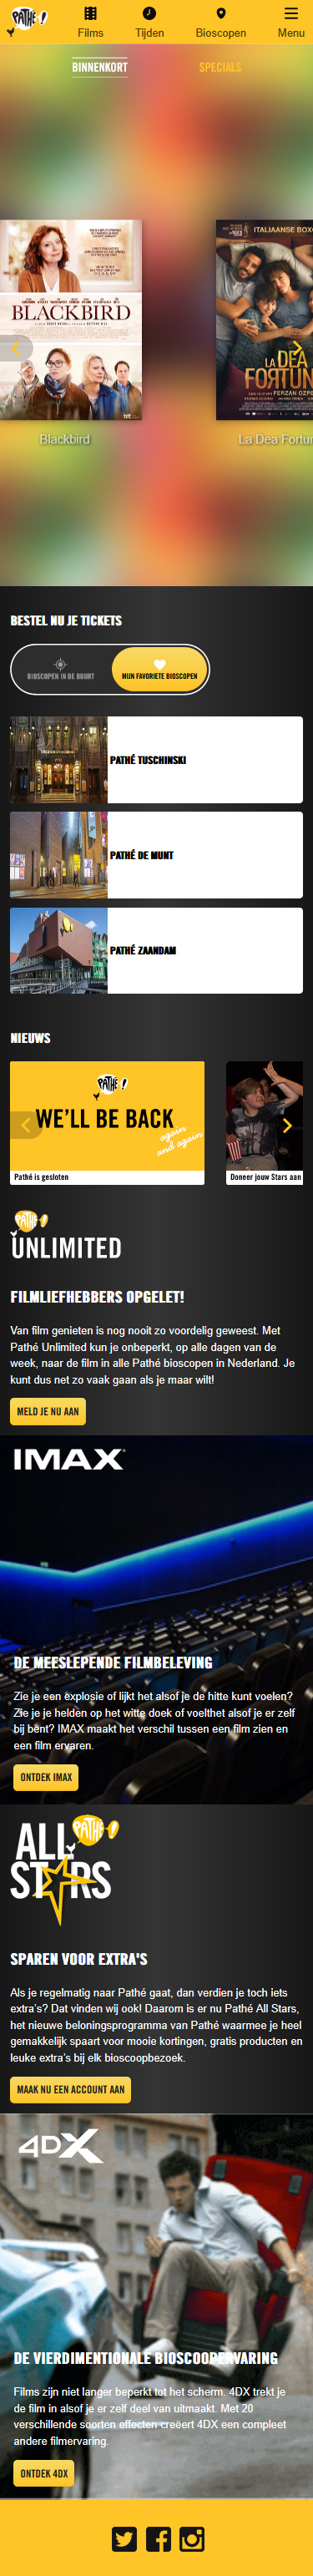 PATHÉ!
Films
Tijden
Bioscopen
Menu
BINNENKORT
SPECIALS
BLACKBIRD
ITALIAANSE BOX
LA DEA
FORTUN
Blackbird
La Dea Fortun
BESTEL NU JE TICKETS
BIOSCOPEN IN DE BUURT
MIJN FAVORIETE BIOSCOPEN
PATHÉ TUSCHINSKI
PATHÉ DE MUNT
PATHÉ ZAANDAM
NIEUWS
PATHÉ!
WE'LL BE BACK
again
and again
Pathé is gesloten
Doneer jouw Stars aan
PATHÉ!
UNLIMITED
FILMLIEFHEBBERS OPGELET!
Van film genieten is nog nooit zo voordelig geweest. Met
Pathé Unlimited kun je onbeperkt, op alle dagen van de
week, naar de film in alle Pathé bioscopen in Nederland. Je
kunt dus net zo vaak gaan als je maar wilt!
MELD JE NU AAN
IMAX
DE MEESLEPENDE FILMBELEVING
Zie je een explosie of lijkt het alsof je de hitte kunt voelen?
Zie je je helden op het witte doek of voelthet alsof je er zelf
bij bent? IMAX maakt het verschil tussen een film zien en
een film ervaren.
ONTDEK IMAX
PATHÉ!
ALL
STARS
SPAREN VOOR EXTRA'S
Als je regelmatig naar Pathé gaat, dan verdien je toch iets
extra's? Dat vinden wij ook! Daarom is er nu Pathé All Stars,
het nieuwe beloningsprogramma van Pathé waarmee je heel
gemakkelijk spaart voor mooie kortingen, gratis producten en
leuke extra's bij elk bioscoopbezoek.
MAAK NU EEN ACCOUNT AAN
4DX
DE VIERDIMENTIONALE BIOSCOOPERVARING
Films zijn niet langer beperkt tot het scherm. 4DX trekt je
de film in alsof je er zelf deel van uitmaakt. Met 20
verschillende soorten effecten creëert 4DX een compleet
andere filmervaring.
ONTDEK 4DX